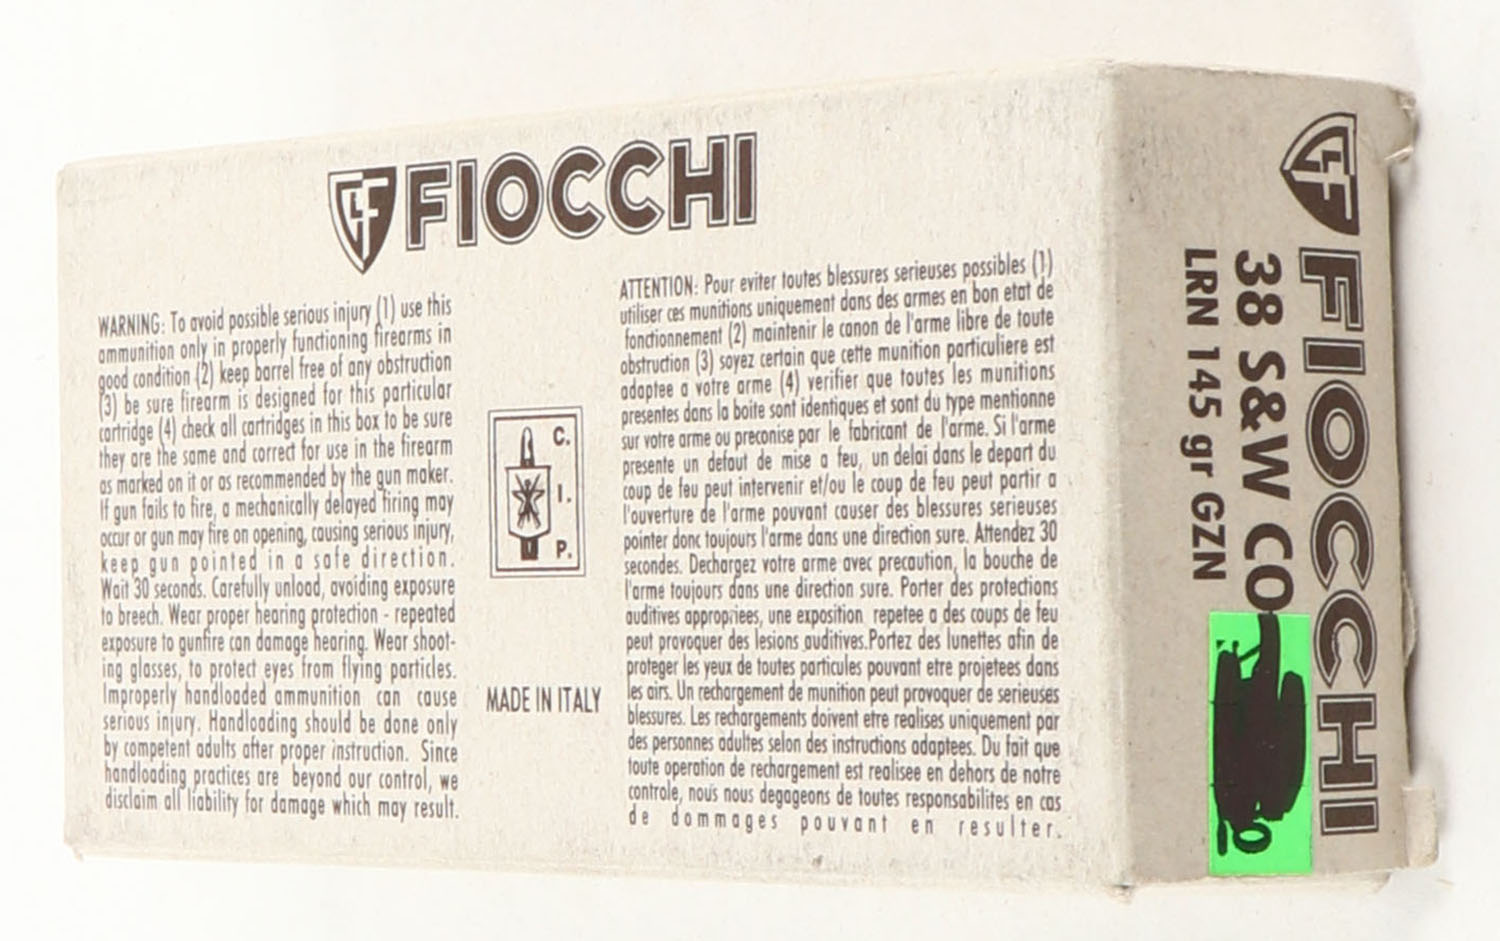 FIOCCHI
WARNING: To avoid possible serious injury (1) use this
ammunition only in properly functioning firearms in
good condition (2) keep barrel free of any obstruction
(3) be sure firearm is designed for this particular
cartridge (4) check all cartridges in this box to be sure
they are the same and correct for use in the firearm
as marked on it or as recommended by the gun maker.
If gun fails to fire, a mechanically delayed firing may
occur or gun may fire on opening, causing serious injury,
keep gun pointed in a safe direction.
Wait 30 seconds. Carefully unload, avoiding exposure
to breech. Wear proper hearing protection - repeated
exposure to gunfire can damage hearing. Wear shoot-
ing glasses, to protect eyes from flying particles.
Improperly handloaded ammunition can cause
serious injury. Handloading should be done only
by competent adults after proper instruction. Since
handloading practices are beyond our control, we
disclaim all liability for damage which may result.
C.
I.
P.
MADE IN ITALY
ATTENTION: Pour eviter toutes blessures serieuses possibles (1)
utiliser ces munitions uniquement dans des armes en bon etat de
fonctionnement (2) maintenir le canon de l'arme libre de toute
obstruction (3) soyez certain que cette munition particuliere est
adaptee a votre arme (4) verifier que toutes les munitions
presentes dans la boite sont identiques et sont du type mentionne
sur votre arme ou preconise par le fabricant de l'arme. Si l'arme
presente un defaut de mise a feu, un delai dans le depart du
coup de feu peut intervenir et/ou le coup de feu peut partir a
l'ouverture de l'arme pouvant causer des blessures serieuses
pointer donc toujours l'arme dans une direction sure. Attendez 30
secondes. Dechargez votre arme avec precaution, la bouche de
l'arme toujours dans une direction sure. Porter des protections
auditives appropriees, une exposition repetee a des coups de feu
peut provoquer des lesions auditives.Portez des lunettes afin de
proteger les yeux de toutes particules pouvant etre projetees dans
les airs. Un rechargement de munition peut provoquer de serieuses
blessures. Les rechargements doivent etre realises uniquement par
des personnes adultes selon des instructions adaptees. Du fait que
toute operation de rechargement est realisee en dehors de notre
controle, nous nous degageons de toutes responsabilites en cas
de dommages pouvant en resulter.
FIOCCHI
38 S&W CO
LRN 145 gr GZN